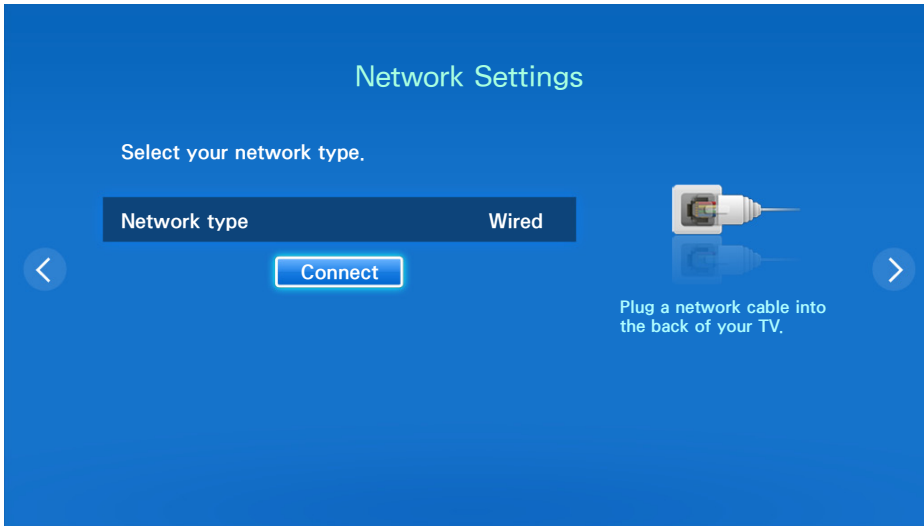 Network Settings
Select your network type.
Network type Wired
Connect
Plug a network cable into
the back of your TV.